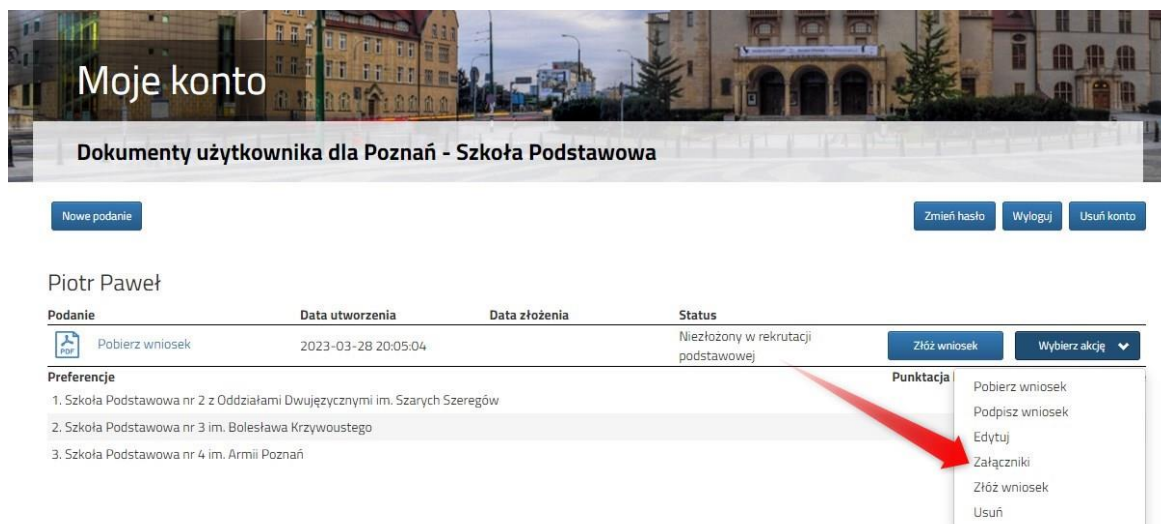 Moje konto
Dokumenty użytkownika dla Poznań - Szkoła Podstawowa
Nowe podanie
Zmień hasło
Wyloguj
Usuń konto
Piotr Paweł
Podanie
Data utworzenia
Data złożenia
Status
PDF
Pobierz wniosek
2023-03-28 20:05:04
Niezłożony w rekrutacji
podstawowej
Złóż wniosek
Wybierz akcję
Preferencje
Punktacja
1. Szkoła Podstawowa nr 2 z Oddziałami Dwujęzycznymi im. Szarych Szeregów
2. Szkoła Podstawowa nr 3 im. Bolesława Krzywoustego
3. Szkoła Podstawowa nr 4 im. Armii Poznań
Pobierz wniosek
Podpisz wniosek
Edytuj
Załączniki
Złóż wniosek
Usuń